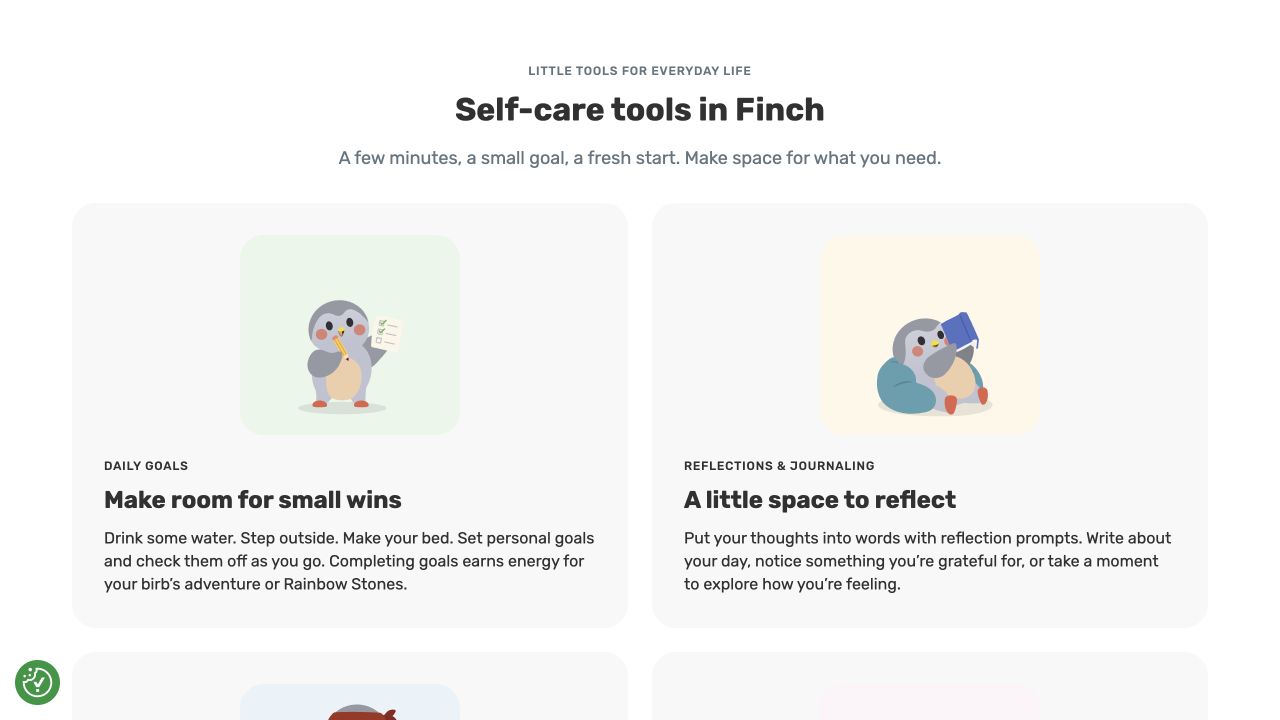 LITTLE TOOLS FOR EVERYDAY LIFE
Self-care tools in Finch
A few minutes, a small goal, a fresh start. Make space for what you need.
DAILY GOALS
Make room for small wins
Drink some water. Step outside. Make your bed. Set personal goals
and check them off as you go. Completing goals earns energy for
your birb’s adventure or Rainbow Stones.
REFLECTIONS & JOURNALING
A little space to reflect
Put your thoughts into words with reflection prompts. Write about
your day, notice something you’re grateful for, or take a moment
to explore how you’re feeling.